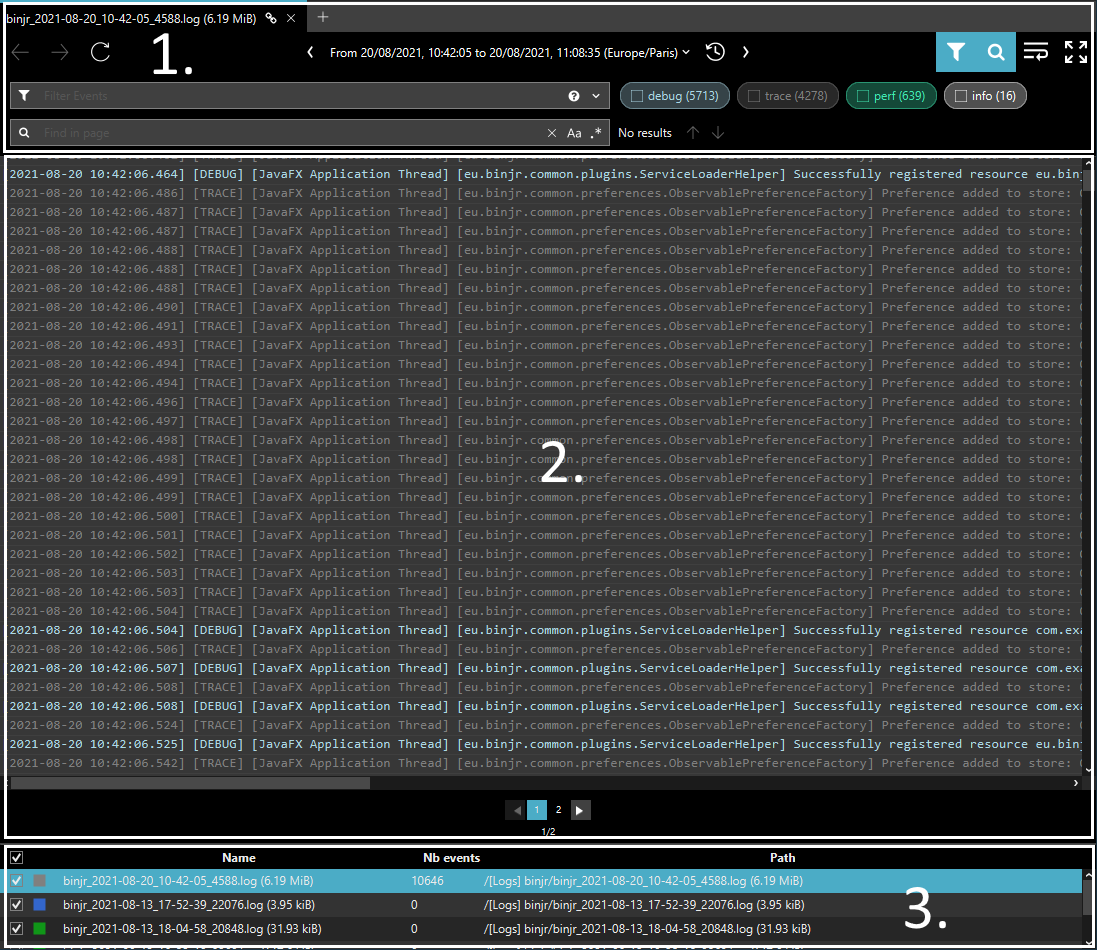 binjr_2021-08-20_10-42-05_4588.log (6.19 MiB)
1.
From 20/08/2021, 10:42:05 to 20/08/2021, 11:08:35 (Europe/Paris)
Filter Events
debug (5713)
trace (4278)
perf (639)
info (16)
Find in page
Aa .*
No results
2021-08-20 10:42:06.464] [DEBUG] [JavaFX Application Thread] [eu.binjr.common.plugins.ServiceLoaderHelper] Successfully registered resource eu.binj
2021-08-20 10:42:06.486] [TRACE] [JavaFX Application Thread] [eu.binjr.common.preferences.ObservablePreferenceFactory] Preference added to store:
2021-08-20 10:42:06.487] [TRACE] [JavaFX Application Thread] [eu.binjr.common.preferences.ObservablePreferenceFactory] Preference added to store:
2021-08-20 10:42:06.487] [TRACE] [JavaFX Application Thread] [eu.binjr.common.preferences.ObservablePreferenceFactory] Preference added to store:
2021-08-20 10:42:06.488] [TRACE] [JavaFX Application Thread] [eu.binjr.common.preferences.ObservablePreferenceFactory] Preference added to store:
2021-08-20 10:42:06.488] [TRACE] [JavaFX Application Thread] [eu.binjr.common.preferences.ObservablePreferenceFactory] Preference added to store:
2021-08-20 10:42:06.488] [TRACE] [JavaFX Application Thread] [eu.binjr.common.preferences.ObservablePreferenceFactory] Preference added to store:
2021-08-20 10:42:06.490] [TRACE] [JavaFX Application Thread] [eu.binjr.common.preferences.ObservablePreferenceFactory] Preference added to store:
2021-08-20 10:42:06.491] [TRACE] [JavaFX Application Thread] [eu.binjr.common.preferences.ObservablePreferenceFactory] Preference added to store:
2021-08-20 10:42:06.493] [TRACE] [JavaFX Application Thread] [eu.binjr.common.preferences.ObservablePreferenceFactory] Preference added to store:
2021-08-20 10:42:06.494] [TRACE] [JavaFX Application Thread] [eu.binjr.common.preferences.ObservablePreferenceFactory] Preference added to store:
2021-08-20 10:42:06.494] [TRACE] [JavaFX Application Thread] [eu.binjr.common.preferences.ObservablePreferenceFactory] Preference added to store:
2021-08-20 10:42:06.496] [TRACE] [JavaFX Application Thread] [eu.binjr.common.preferences.ObservablePreferenceFactory] Preference added to store:
2021-08-20 10:42:06.497] [TRACE] [JavaFX Application Thread] [eu.binjr.common.preferences.ObservablePreferenceFactory] Preference added to store:
2021-08-20 10:42:06.498] [TRACE] [JavaFX Application Thread] [eu.binjr.common.preferences.ObservablePreferenceFactory] Preference added to store:
2021-08-20 10:42:06.498] [TRACE] [JavaFX Application Thread] [eu.binjr.common.preferences.ObservablePreferenceFactory] Preference added to store:
2.
2021-08-20 10:42:06.499] [TRACE] [JavaFX Application Thread] [eu.binjr.common.preferences.ObservablePreferenceFactory] Preference added to store:
2021-08-20 10:42:06.499] [TRACE] [JavaFX Application Thread] [eu.binjr.common.preferences.ObservablePreferenceFactory] Preference added to store:
2021-08-20 10:42:06.500] [TRACE] [JavaFX Application Thread] [eu.binjr.common.preferences.ObservablePreferenceFactory] Preference added to store:
2021-08-20 10:42:06.501] [TRACE] [JavaFX Application Thread] [eu.binjr.common.preferences.ObservablePreferenceFactory] Preference added to store:
2021-08-20 10:42:06.502] [TRACE] [JavaFX Application Thread] [eu.binjr.common.preferences.ObservablePreferenceFactory] Preference added to store:
2021-08-20 10:42:06.503] [TRACE] [JavaFX Application Thread] [eu.binjr.common.preferences.ObservablePreferenceFactory] Preference added to store:
2021-08-20 10:42:06.503] [TRACE] [JavaFX Application Thread] [eu.binjr.common.preferences.ObservablePreferenceFactory] Preference added to store:
2021-08-20 10:42:06.504] [TRACE] [JavaFX Application Thread] [eu.binjr.common.preferences.ObservablePreferenceFactory] Preference added to store:
2021-08-20 10:42:06.504] [DEBUG] [JavaFX Application Thread] [eu.binjr.common.plugins.ServiceLoaderHelper] Successfully registered resource com.exa
2021-08-20 10:42:06.506] [TRACE] [JavaFX Application Thread] [eu.binjr.common.preferences.ObservablePreferenceFactory] Preference added to store:
2021-08-20 10:42:06.507] [DEBUG] [JavaFX Application Thread] [eu.binjr.common.plugins.ServiceLoaderHelper] Successfully registered resource com.exa
2021-08-20 10:42:06.508] [TRACE] [JavaFX Application Thread] [eu.binjr.common.preferences.ObservablePreferenceFactory] Preference added to store:
2021-08-20 10:42:06.508] [DEBUG] [JavaFX Application Thread] [eu.binjr.common.plugins.ServiceLoaderHelper] Successfully registered resource com.exa
2021-08-20 10:42:06.524] [TRACE] [JavaFX Application Thread] [eu.binjr.common.preferences.ObservablePreferenceFactory] Preference added to store:
2021-08-20 10:42:06.525] [DEBUG] [JavaFX Application Thread] [eu.binjr.common.plugins.ServiceLoaderHelper] Successfully registered resource eu.binj
2021-08-20 10:42:06.542] [TRACE] [JavaFX Application Thread] [eu.binjr.common.preferences.ObservablePreferenceFactory] Preference added to store:
1 2
1/2
Name Nb events Path
binjr_2021-08-20_10-42-05_4588.log (6.19 MiB) 10646 /[Logs] binjr/binjr_2021-08-20_10-42-05_4588.log (6.19 MiB)
binjr_2021-08-13_17-52-39_22076.log (3.95 kiB) 0 /[Logs] binjr/binjr_2021-08-13_17-52-39_22076.log (3.95 kiB)
3.
binjr_2021-08-13_18-04-58_20848.log (31.93 kiB) 0 /[Logs] binjr/binjr_2021-08-13_18-04-58_20848.log (31.93 kiB)